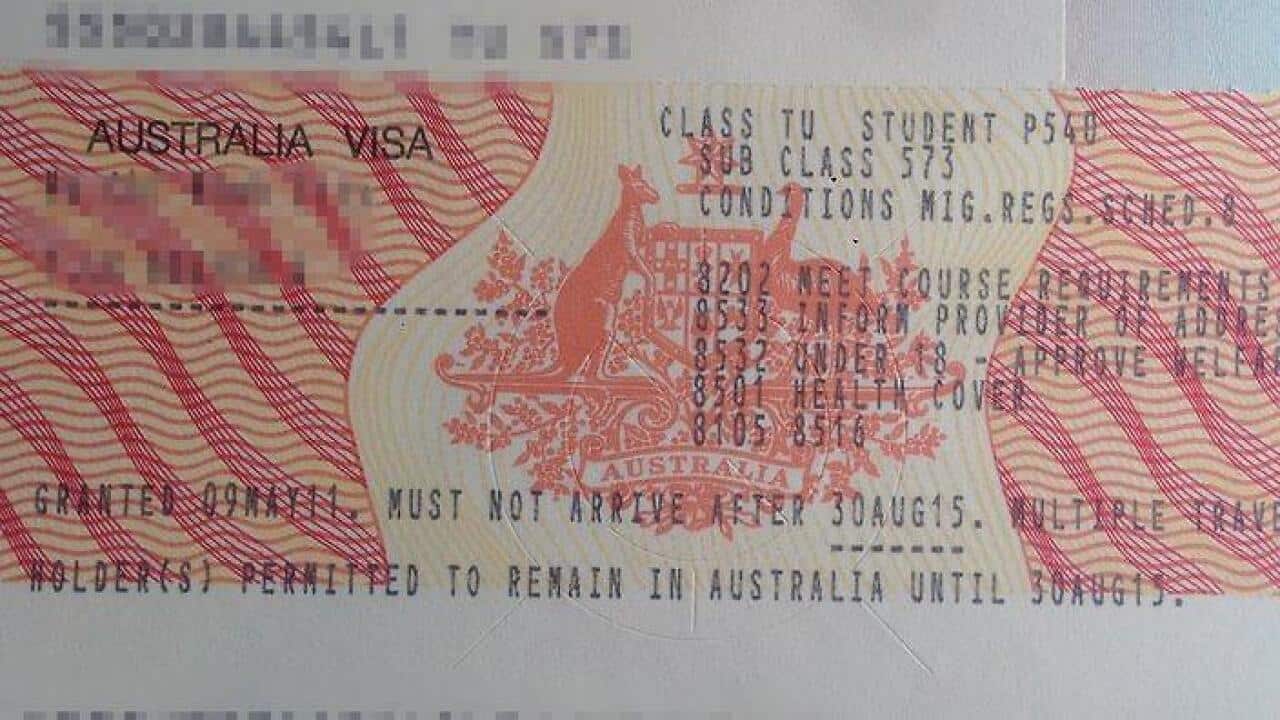 AUSTRALIA VISA
CLASS TU STUDENT P540
SUB CLASS 573
CONDITIONS MIG.REGS.SCHED.8
8202 MEET COURSE REQUIREMENTS
8533 INFORM PROVIDER OF ADDRE
8532 UNDER 18 - APPROVE WELFA
8501 HEALTH COVER
8105 8516
AUSTRALIA
GRANTED 09MAY11. MUST NOT ARRIVE AFTER 30AUG15. MULTIPLE TRAV
HOLDER(S) PERMITTED TO REMAIN IN AUSTRALIA UNTIL 30AUG15.